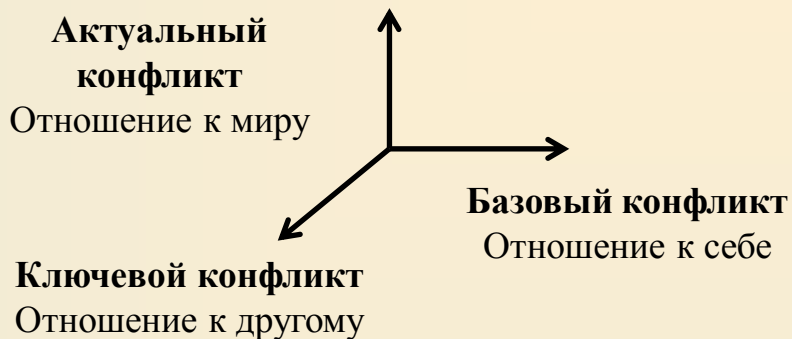 Актуальный
конфликт
Отношение к миру
Базовый конфликт
Отношение к себе
Ключевой конфликт
Отношение к другому